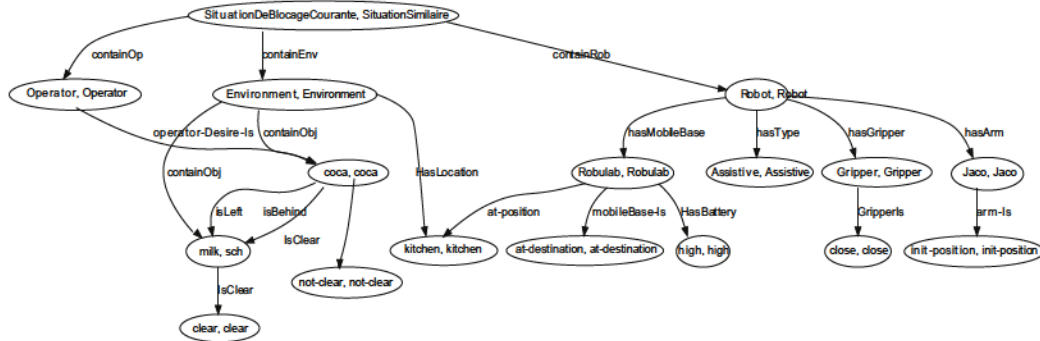 SituationDeBlocageCourante, SituationSimilaire
containOp
containEnv
containRob
Operator, Operator
Environment, Environment
Robot, Robot
operator-Desire-Is
containObj
hasMobileBase
hasType
hasGripper
hasArm
containObj
coca, coca
HasLocation
Robulab, Robulab
Assistive, Assistive
Gripper, Gripper
Jaco, Jaco
isLeft
isBehind
at-position
mobileBase-Is
HasBattery
GripperIs
arm-Is
IsClear
milk, sch
kitchen, kitchen
at-destination, at-destination
high, high
close, close
init-position, init-position
not-clear, not-clear
IsClear
clear, clear